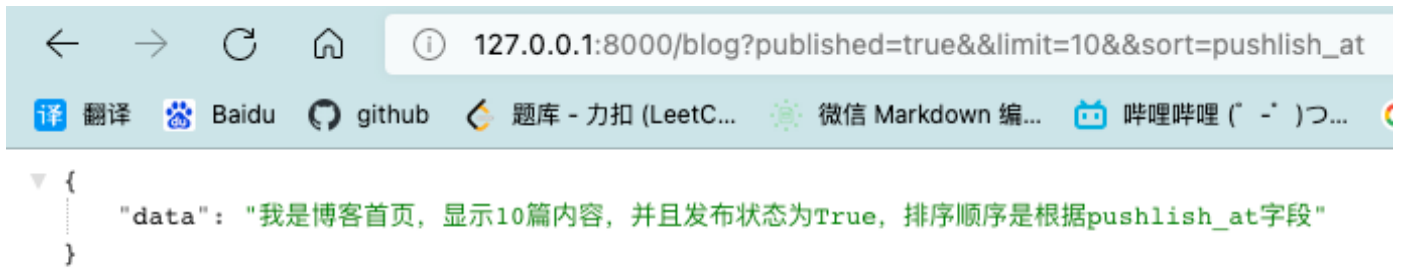 127.0.0.1:8000/blog?published=true&&limit=10&&sort=pushlish_at
译 翻译 du Baidu github 题库 - 力扣 (LeetC... 微信 Markdown 编... 哔哩哔哩 (゜-゜)つ...
{
"data": "我是博客首页，显示10篇内容，并且发布状态为True，排序顺序是根据pushlish_at字段"
}